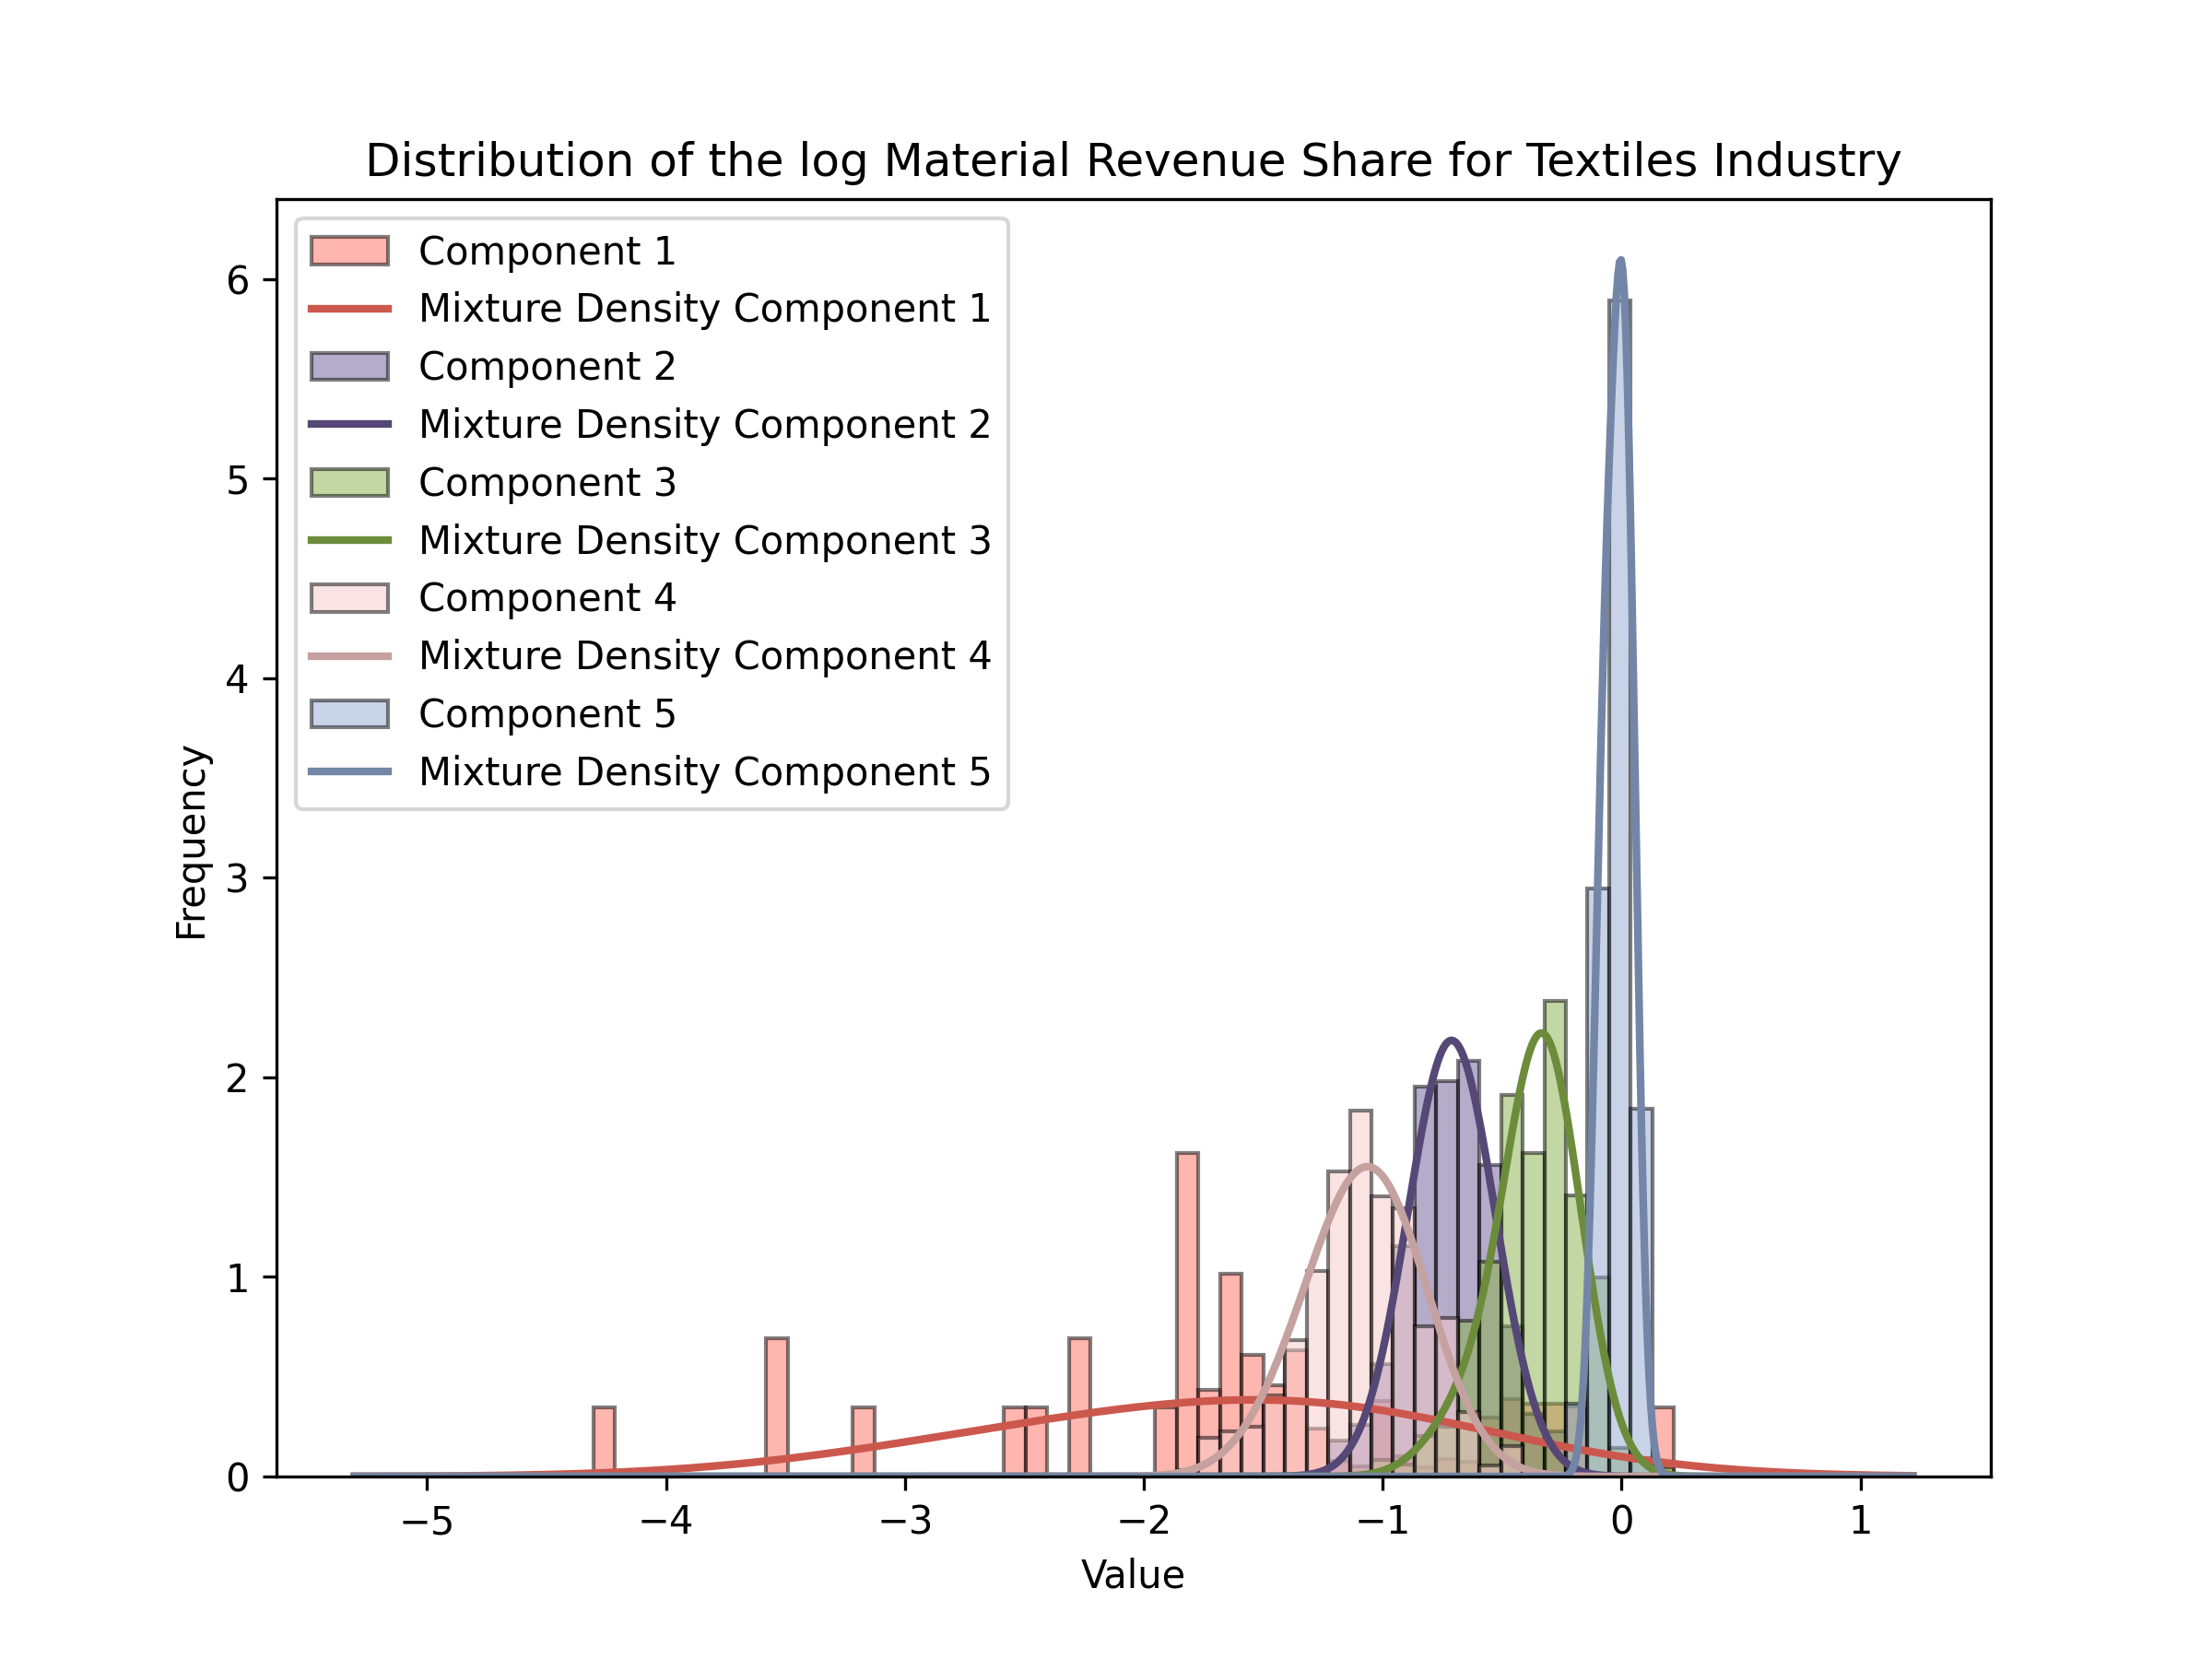 Distribution of the log Material Revenue Share for Textiles Industry
Component 1
Mixture Density Component 1
Component 2
Mixture Density Component 2
Component 3
Mixture Density Component 3
Component 4
Mixture Density Component 4
Component 5
Mixture Density Component 5
6
5
4
3
2
1
0
Frequency
−5 −4 −3 −2 −1 0 1
Value